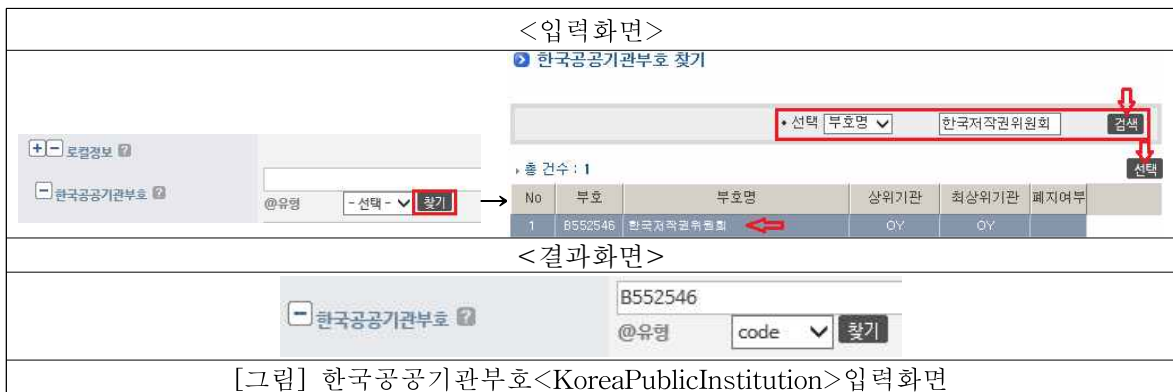 <입력화면>
한국공공기관부호 찾기
• 선택 부호명 한국저작권위원회 검색
+ - 로컬정보 ?
총 건수 : 1 선택
- 한국공공기관부호 ?
@유형 - 선택 - 찾기 →
No 부호 부호명 상위기관 최상위기관 폐지여부
1 B552546 한국저작권위원회 OY OY
<결과화면>
- 한국공공기관부호 ?
B552546
@유형 code 찾기
[그림] 한국공공기관부호<KoreaPublicInstitution>입력화면